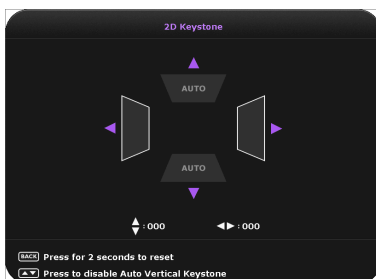 2D Keystone
AUTO
AUTO
: 000 : 000
BACK Press for 2 seconds to reset
Press to disable Auto Vertical Keystone